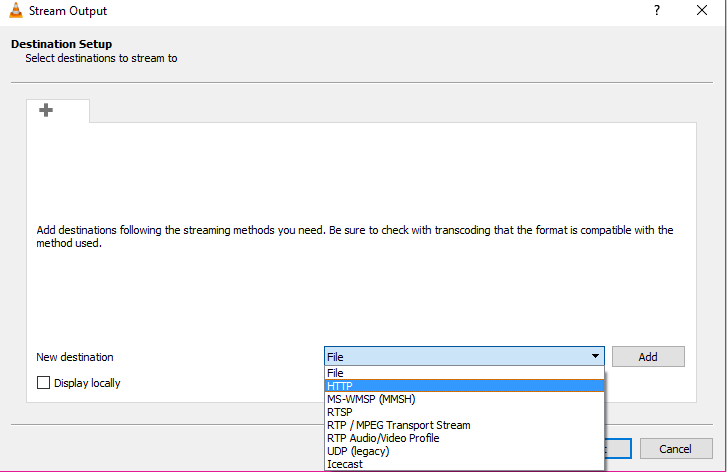 Stream Output
?
Destination Setup
Select destinations to stream to
Add destinations following the streaming methods you need. Be sure to check with transcoding that the format is compatible with the
method used.
New destination
File
Add
Display locally
File
HTTP
MS-WMSP (MMSH)
RTSP
RTP / MPEG Transport Stream
RTP Audio/Video Profile
UDP (legacy)
Icecast
Cancel